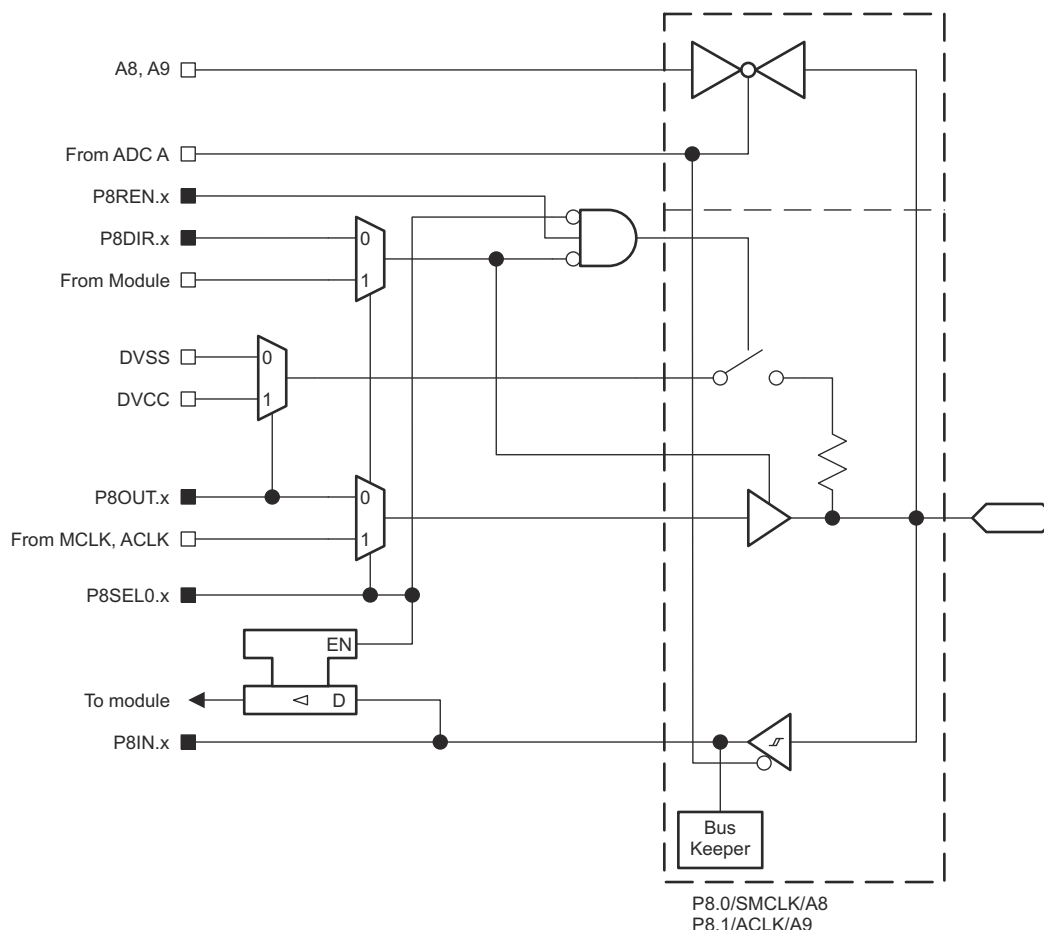 A8, A9
From ADC A
P8REN.x
P8DIR.x
0
From Module
1
DVSS
0
DVCC
1
P8OUT.x
0
From MCLK, ACLK
1
P8SEL0.x
EN
To module
D
P8IN.x
Bus
Keeper
P8.0/SMCLK/A8
P8.1/ACLK/A9